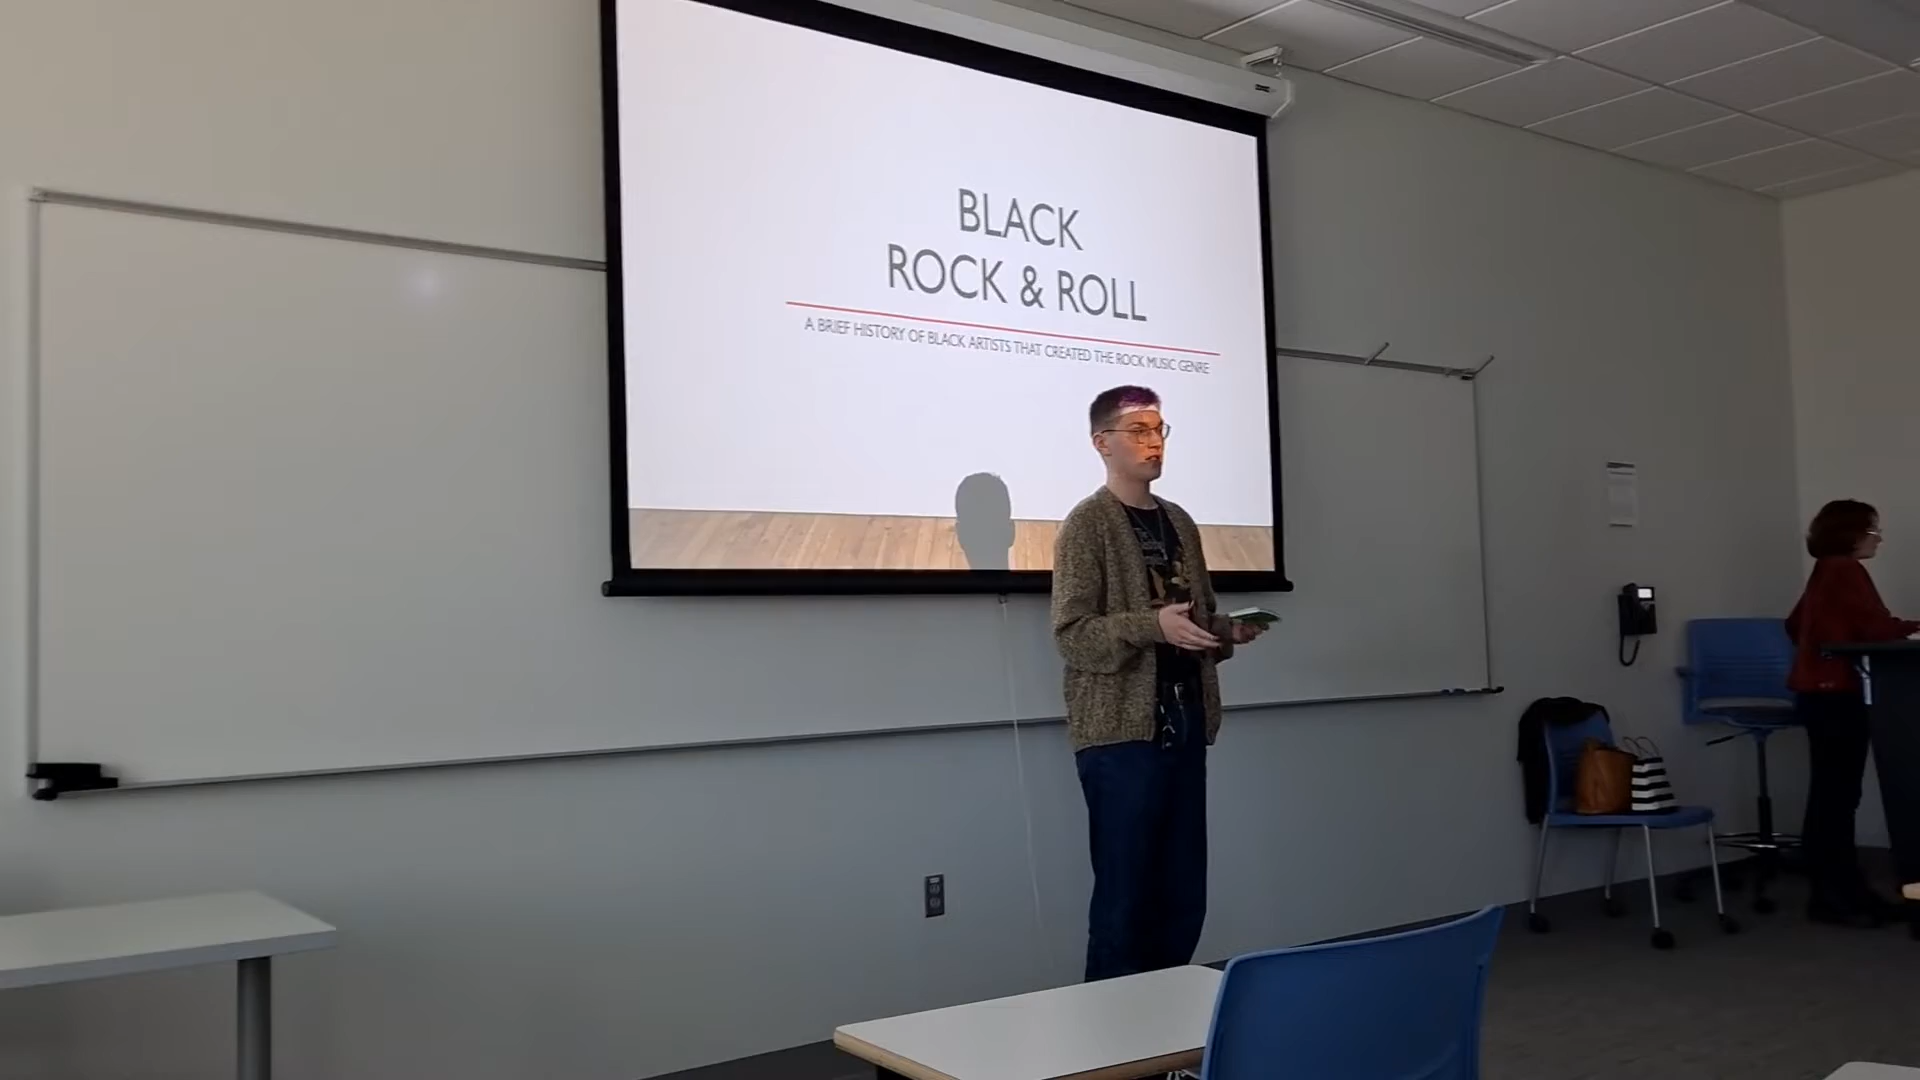 BLACK
ROCK & ROLL
A BRIEF HISTORY OF BLACK ARTISTS THAT CREATED THE ROCK MUSIC GENRE